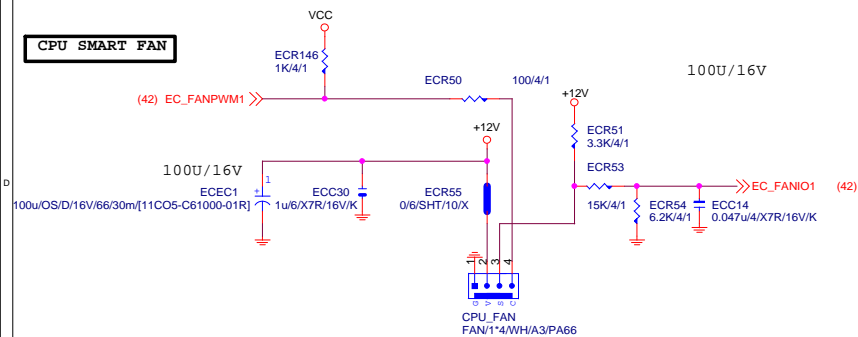 VCC
CPU SMART FAN
ECR146
1K/4/1
ECR50
100/4/1
100U/16V
(42) EC_FANPWM1
+12V
ECR51
3.3K/4/1
+12V
100U/16V
ECR53
D
1
ECEC1
ECC30
ECR55
EC_FANIO1 (42)
100u/OS/D/16V/66/30m/[11CO5-C61000-01R]
1u/6/X7R/16V/K
0/6/SHT/10/X
15K/4/1
ECR54
6.2K/4/1
ECC14
0.047u/4/X7R/16V/K
+
1 2 3 4
G V S C
CPU_FAN
FAN/1*4/WH/A3/PA66